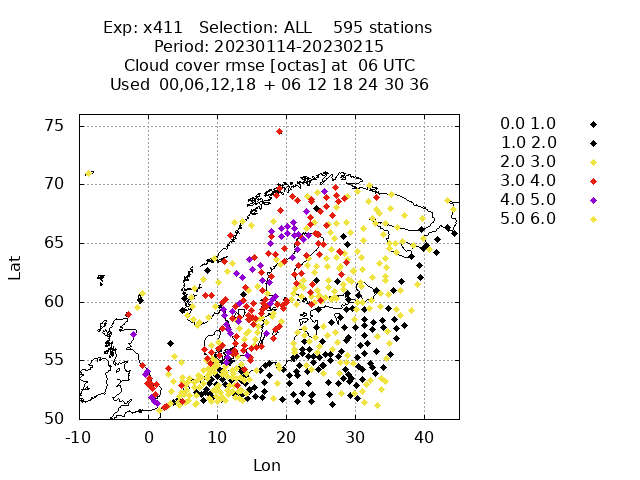 Exp: x411 Selection: ALL 595 stations
Period: 20230114-20230215
Cloud cover rmse [octas] at 06 UTC
Used 00,06,12,18 + 06 12 18 24 30 36
75
70
65
60
55
50
Lat
-10 0 10 20 30 40
Lon
0.0 1.0
1.0 2.0
2.0 3.0
3.0 4.0
4.0 5.0
5.0 6.0